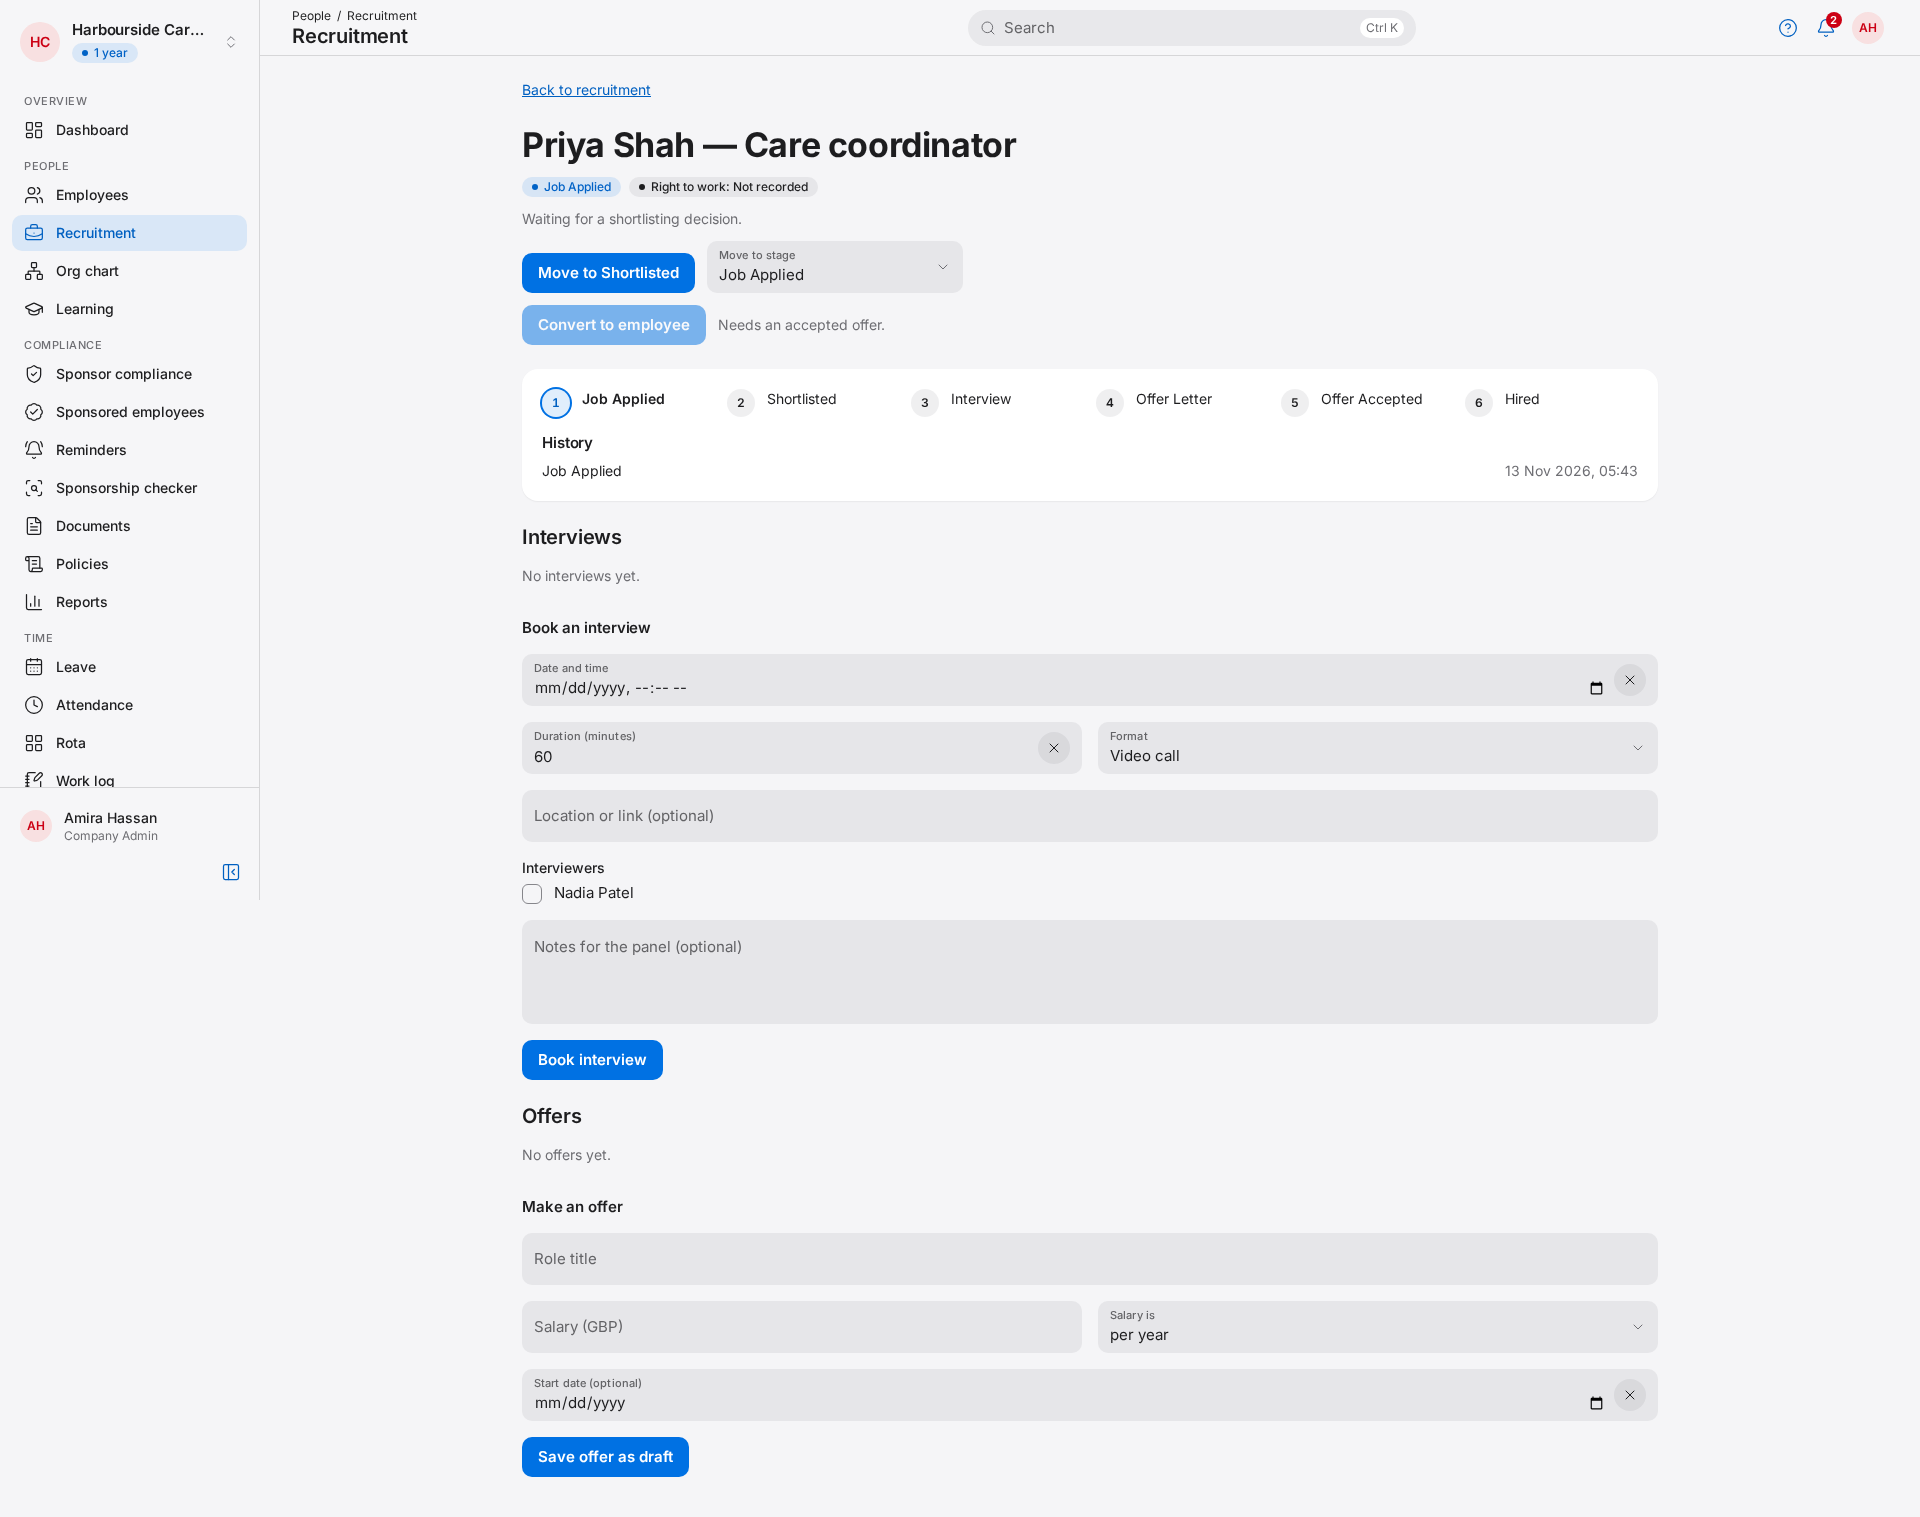 HC
Harbourside Car...
1 year
OVERVIEW
Dashboard
PEOPLE
Employees
Recruitment
Org chart
Learning
COMPLIANCE
Sponsor compliance
Sponsored employees
Reminders
Sponsorship checker
Documents
Policies
Reports
TIME
Leave
Attendance
Rota
Work log
AH
Amira Hassan
Company Admin
People / Recruitment
Recruitment
Search
Ctrl K
2
AH
Back to recruitment
Priya Shah — Care coordinator
Job Applied
Right to work: Not recorded
Waiting for a shortlisting decision.
Move to Shortlisted
Move to stage
Job Applied
Convert to employee
Needs an accepted offer.
1 Job Applied
2 Shortlisted
3 Interview
4 Offer Letter
5 Offer Accepted
6 Hired
History
Job Applied
13 Nov 2026, 05:43
Interviews
No interviews yet.
Book an interview
Date and time
mm/dd/yyyy, --:-- --
Duration (minutes)
60
Format
Video call
Location or link (optional)
Interviewers
Nadia Patel
Notes for the panel (optional)
Book interview
Offers
No offers yet.
Make an offer
Role title
Salary (GBP)
Salary is
per year
Start date (optional)
mm/dd/yyyy
Save offer as draft